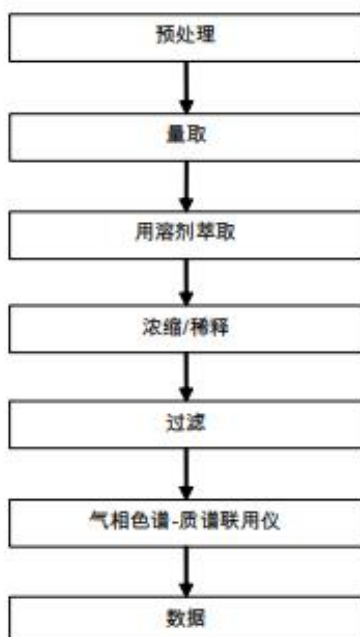 预处理
量取
用溶剂萃取
浓缩/稀释
过滤
气相色谱-质谱联用仪
数据